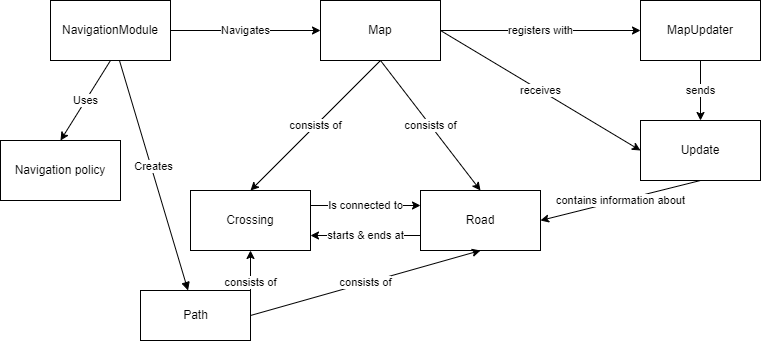 NavigationModule
Navigates
Map
registers with
MapUpdater
Uses
receives
sends
consists of
consists of
Navigation policy
Creates
Update
Is connected to
contains information about
Crossing
Road
starts & ends at
consists of
consists of
Path